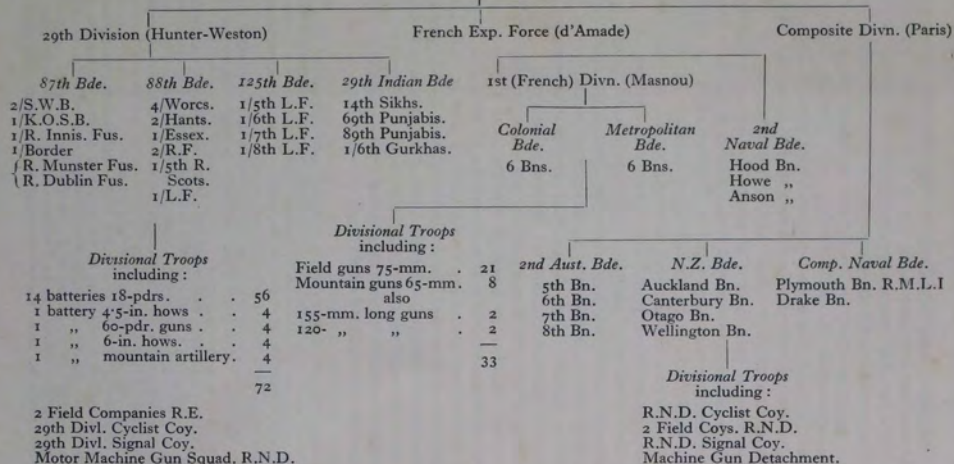 29th Division (Hunter-Weston)
French Exp. Force (d'Amade)
Composite Divn. (Paris)
87th Bde.
2/S.W.B.
1/K.O.S.B.
1/R. Innis. Fus.
1/Border
{ R. Munster Fus.
{ R. Dublin Fus.
88th Bde.
4/Worcs.
2/Hants.
1/Essex.
2/R.F.
1/5th R.
Scots.
1/L.F.
125th Bde.
1/5th L.F.
1/6th L.F.
1/7th L.F.
1/8th L.F.
29th Indian Bde
14th Sikhs.
69th Punjabis.
89th Punjabis.
1/6th Gurkhas.
1st (French) Divn. (Masnou)
Colonial
Bde.
6 Bns.
Metropolitan
Bde.
6 Bns.
2nd
Naval Bde.
Hood Bn.
Howe ,,
Anson ,,
Divisional Troops
including :
14 batteries 18-pdrs. . . 56
1 battery 4·5-in. hows . 4
1 ,, 60-pdr. guns . 4
1 ,, 6-in. hows. . 4
1 ,, mountain artillery. 4
72
2 Field Companies R.E.
29th Divl. Cyclist Coy.
29th Divl. Signal Coy.
Motor Machine Gun Squad, R.N.D.
Divisional Troops
including :
Field guns 75-mm. . 21
Mountain guns 65-mm. 8
also
155-mm. long guns . 2
120- ,, ,, . 2
33
2nd Aust. Bde.
5th Bn.
6th Bn.
7th Bn.
8th Bn.
N.Z. Bde.
Auckland Bn.
Canterbury Bn.
Otago Bn.
Wellington Bn.
Comp. Naval Bde.
Plymouth Bn. R.M.L.I
Drake Bn.
Divisional Troops
including :
R.N.D. Cyclist Coy.
2 Field Coys. R.N.D.
R.N.D. Signal Coy.
Machine Gun Detachment.